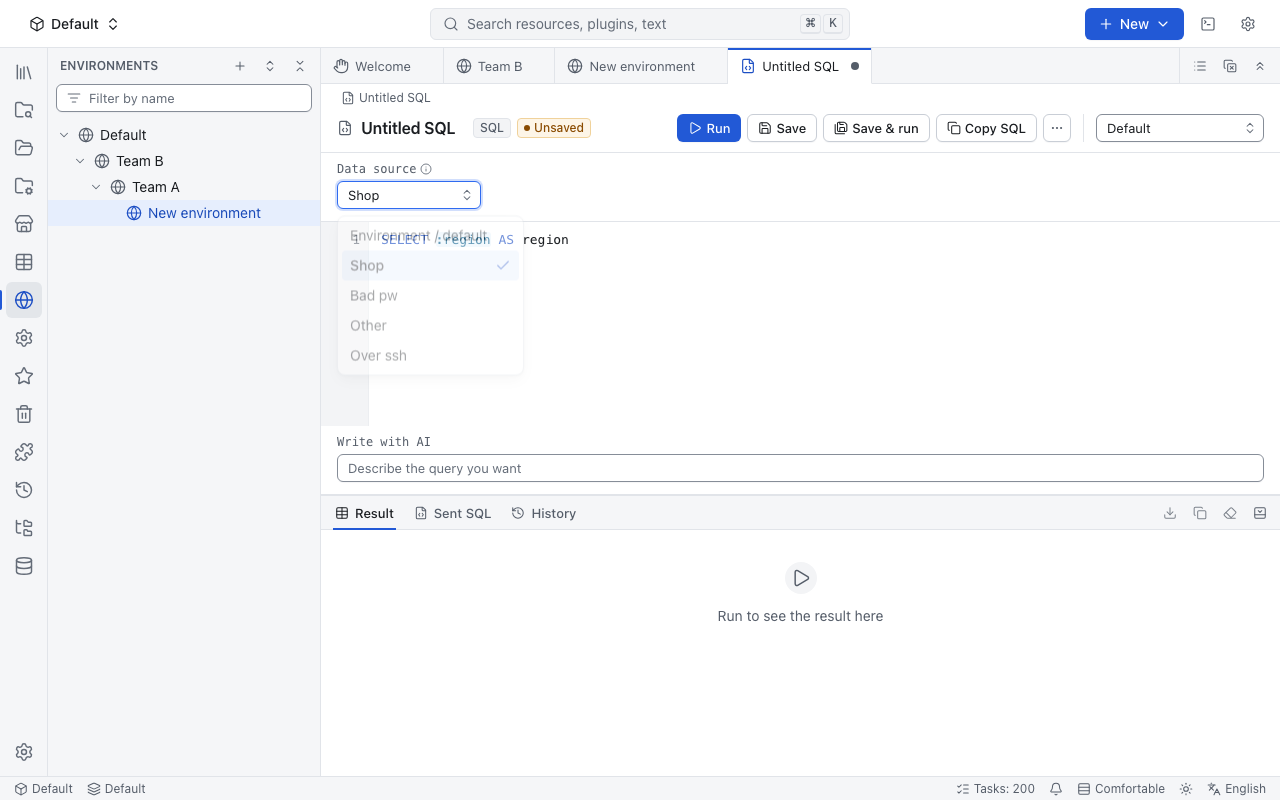 Default
Search resources, plugins, text
⌘ K
New
ENVIRONMENTS
Filter by name
Default
Team B
Team A
New environment
Welcome
Team B
New environment
Untitled SQL
Untitled SQL
Untitled SQL
SQL
Unsaved
Run
Save
Save & run
Copy SQL
Default
Data source
Shop
1 SELECT :region AS region
Environment / default
Shop
Bad pw
Other
Over ssh
Write with AI
Describe the query you want
Result
Sent SQL
History
Run to see the result here
Default
Default
Tasks: 200
Comfortable
English